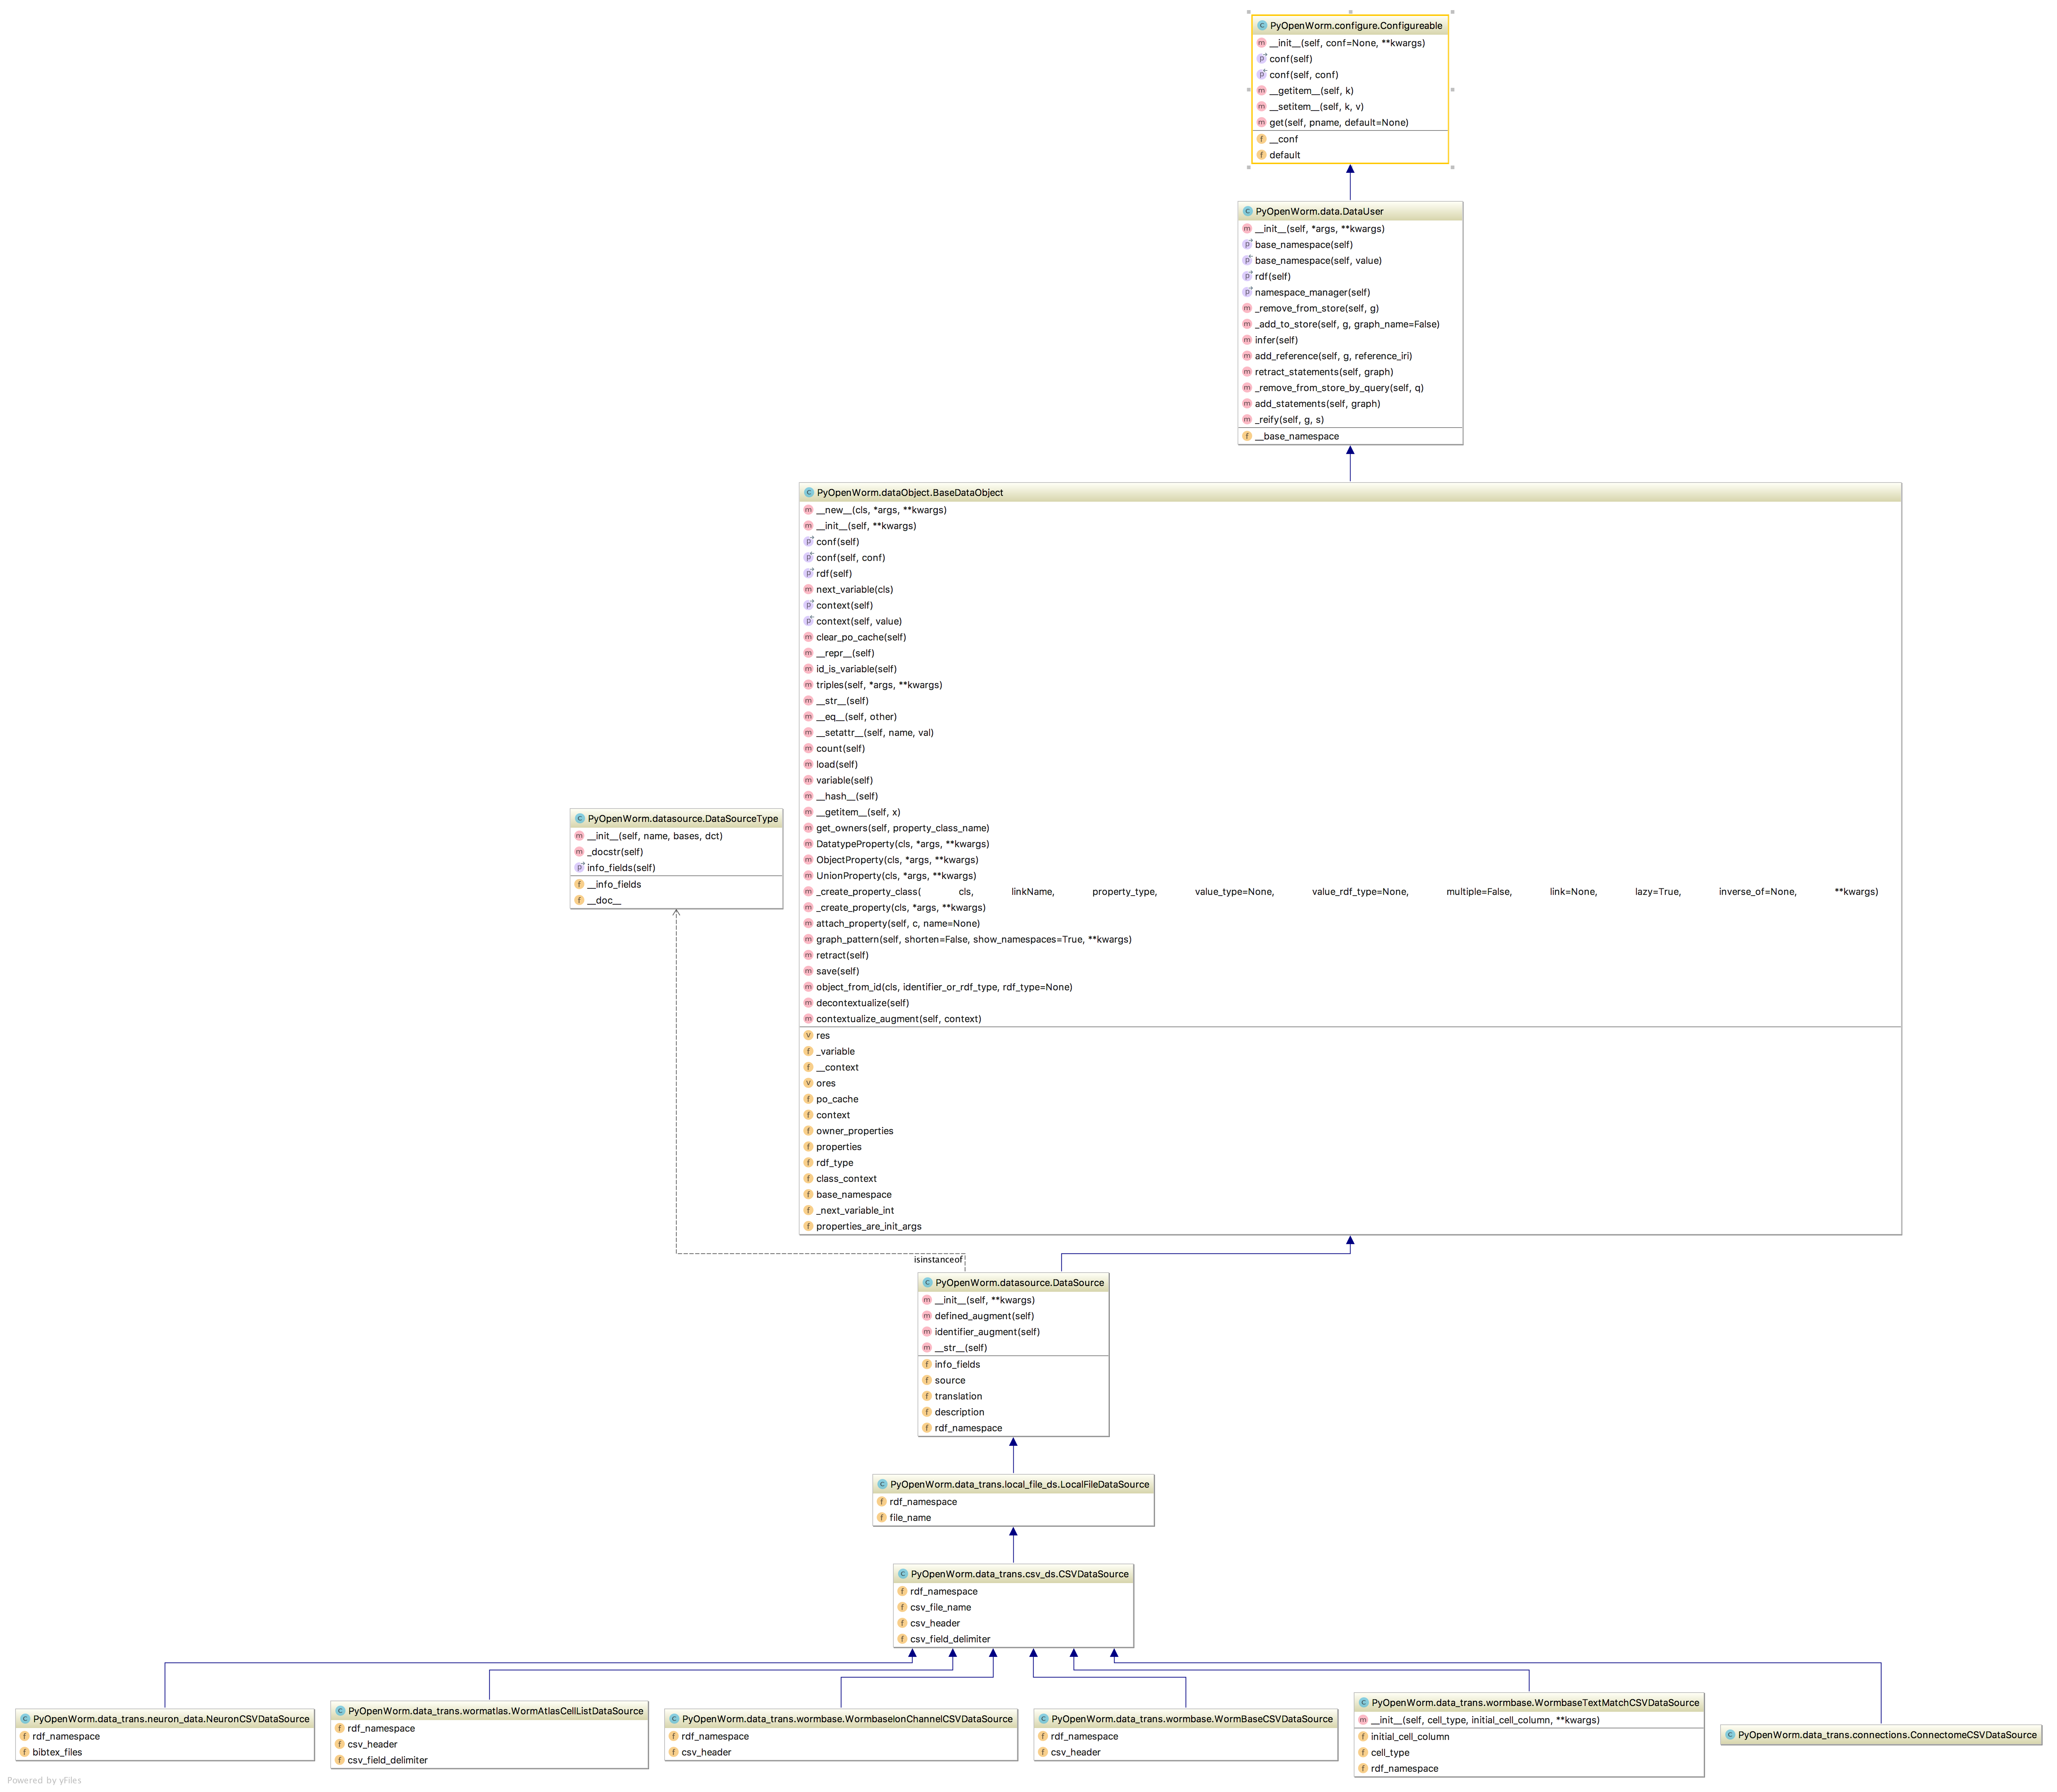 PyOpenWorm.configure.Configureable
__init__(self, conf=None, **kwargs)
conf(self)
conf(self, conf)
__getitem__(self, k)
__setitem__(self, k, v)
get(self, pname, default=None)
__conf
default
PyOpenWorm.data.DataUser
__init__(self, *args, **kwargs)
base_namespace(self)
base_namespace(self, value)
rdf(self)
namespace_manager(self)
_remove_from_store(self, g)
_add_to_store(self, g, graph_name=False)
infer(self)
add_reference(self, g, reference_iri)
retract_statements(self, graph)
_remove_from_store_by_query(self, q)
add_statements(self, graph)
_reify(self, g, s)
__base_namespace
PyOpenWorm.dataObject.BaseDataObject
__new__(cls, *args, **kwargs)
__init__(self, **kwargs)
conf(self)
conf(self, conf)
rdf(self)
next_variable(cls)
context(self)
context(self, value)
clear_po_cache(self)
__repr__(self)
id_is_variable(self)
triples(self, *args, **kwargs)
__str__(self)
__eq__(self, other)
__setattr__(self, name, val)
count(self)
load(self)
variable(self)
__hash__(self)
__getitem__(self, x)
get_owners(self, property_class_name)
DatatypeProperty(cls, *args, **kwargs)
ObjectProperty(cls, *args, **kwargs)
UnionProperty(cls, *args, **kwargs)
_create_property_class( cls, linkName, property_type, value_type=None, value_rdf_type=None, multiple=False, link=None, lazy=True, inverse_of=None, **kwargs)
_create_property(cls, *args, **kwargs)
attach_property(self, c, name=None)
graph_pattern(self, shorten=False, show_namespaces=True, **kwargs)
retract(self)
save(self)
object_from_id(cls, identifier_or_rdf_type, rdf_type=None)
decontextualize(self)
contextualize_augment(self, context)
res
_variable
__context
ores
po_cache
context
owner_properties
properties
rdf_type
class_context
base_namespace
_next_variable_int
properties_are_init_args
PyOpenWorm.datasource.DataSourceType
__init__(self, name, bases, dct)
_docstr(self)
info_fields(self)
__info_fields
__doc__
isinstanceof
PyOpenWorm.datasource.DataSource
__init__(self, **kwargs)
defined_augment(self)
identifier_augment(self)
__str__(self)
info_fields
source
translation
description
rdf_namespace
PyOpenWorm.data_trans.local_file_ds.LocalFileDataSource
rdf_namespace
file_name
PyOpenWorm.data_trans.csv_ds.CSVDataSource
rdf_namespace
csv_file_name
csv_header
csv_field_delimiter
PyOpenWorm.data_trans.neuron_data.NeuronCSVDataSource
rdf_namespace
bibtex_files
PyOpenWorm.data_trans.wormatlas.WormAtlasCellListDataSource
rdf_namespace
csv_header
csv_field_delimiter
PyOpenWorm.data_trans.wormbase.WormbaseIonChannelCSVDataSource
rdf_namespace
csv_header
PyOpenWorm.data_trans.wormbase.WormBaseCSVDataSource
rdf_namespace
csv_header
PyOpenWorm.data_trans.wormbase.WormbaseTextMatchCSVDataSource
__init__(self, cell_type, initial_cell_column, **kwargs)
initial_cell_column
cell_type
rdf_namespace
PyOpenWorm.data_trans.connections.ConnectomeCSVDataSource
Powered by yFiles